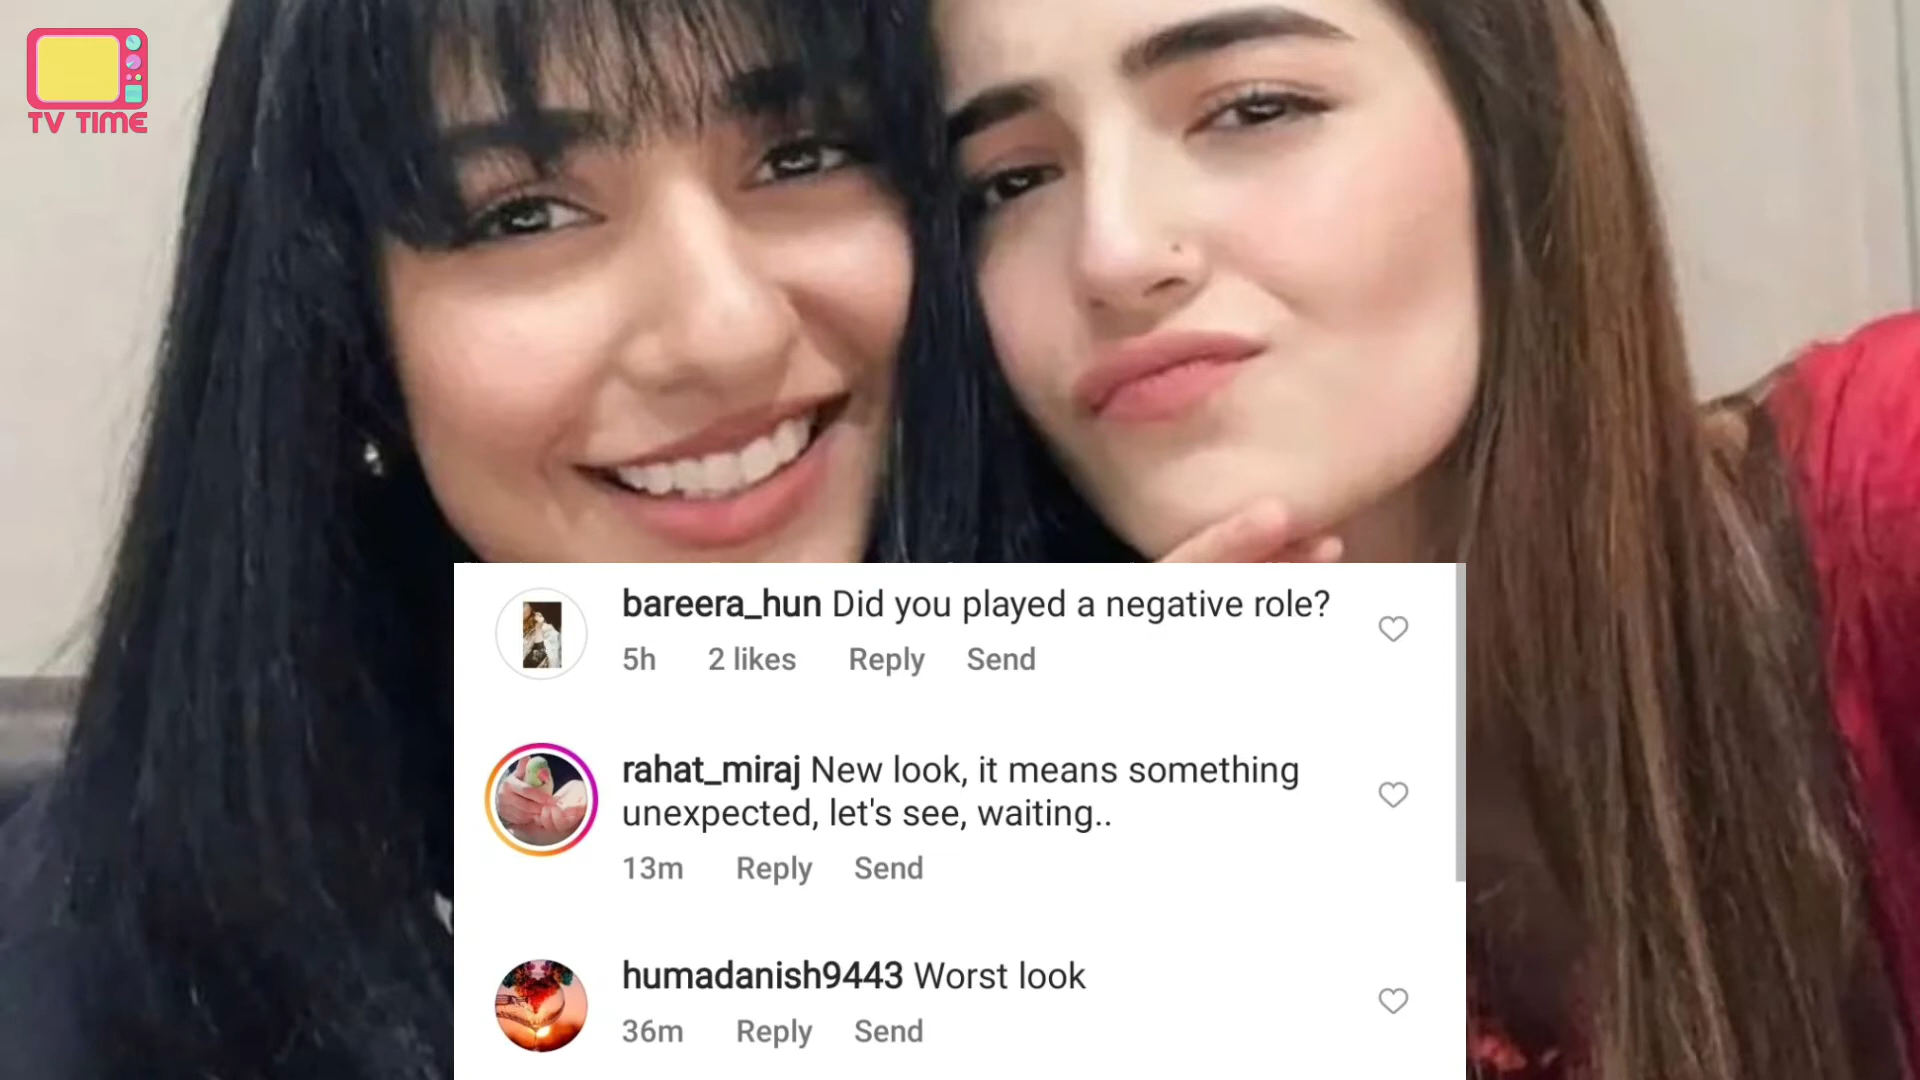 TV TIME
bareera_hun Did you played a negative role?
5h 2 likes Reply Send
rahat_miraj New look, it means something
unexpected, let's see, waiting..
13m Reply Send
humadanish9443 Worst look
36m Reply Send